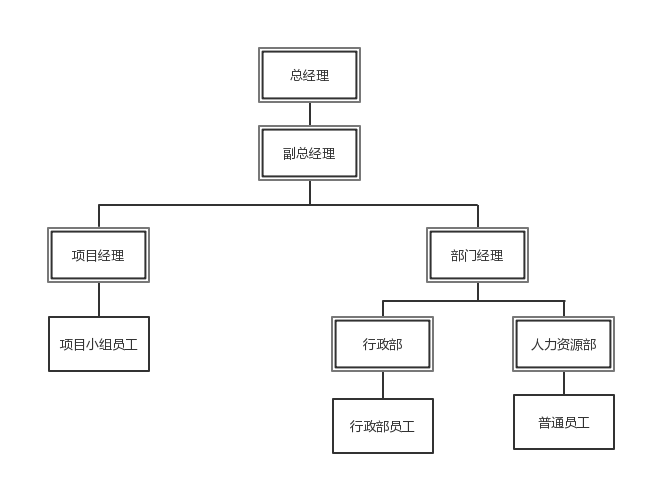 总经理
副总经理
项目经理
部门经理
项目小组员工
行政部
人力资源部
行政部员工
普通员工